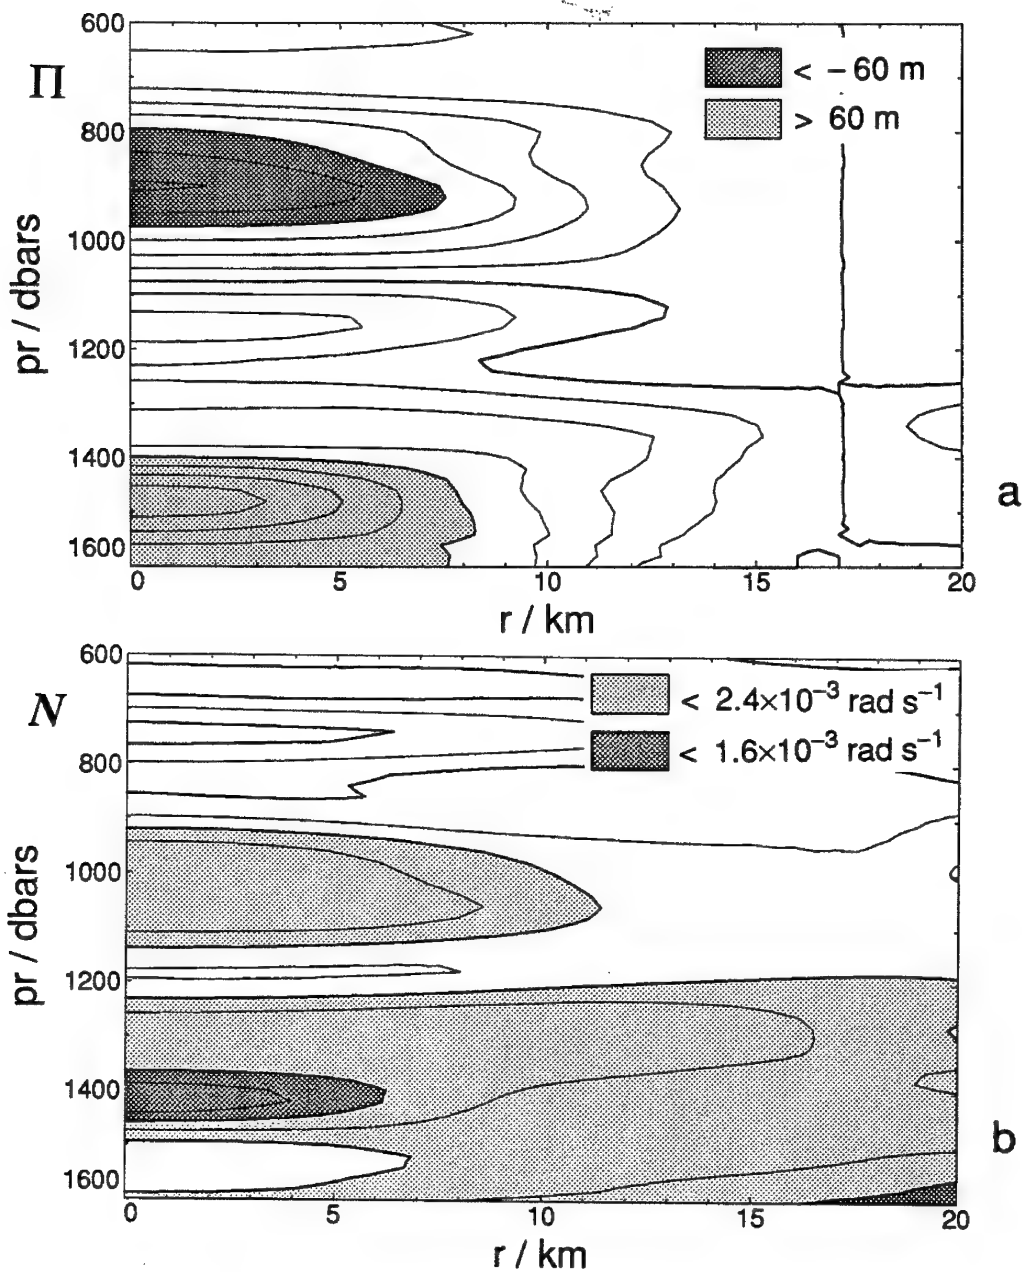 600
Π
< – 60 m
> 60 m
800
1000
pr / dbars
1200
1400
1600
0 5 10 15 20
r / km
a
600
N
< 2.4×10⁻³ rad s⁻¹
< 1.6×10⁻³ rad s⁻¹
800
1000
pr / dbars
1200
1400
1600
0 5 10 15 20
r / km
b